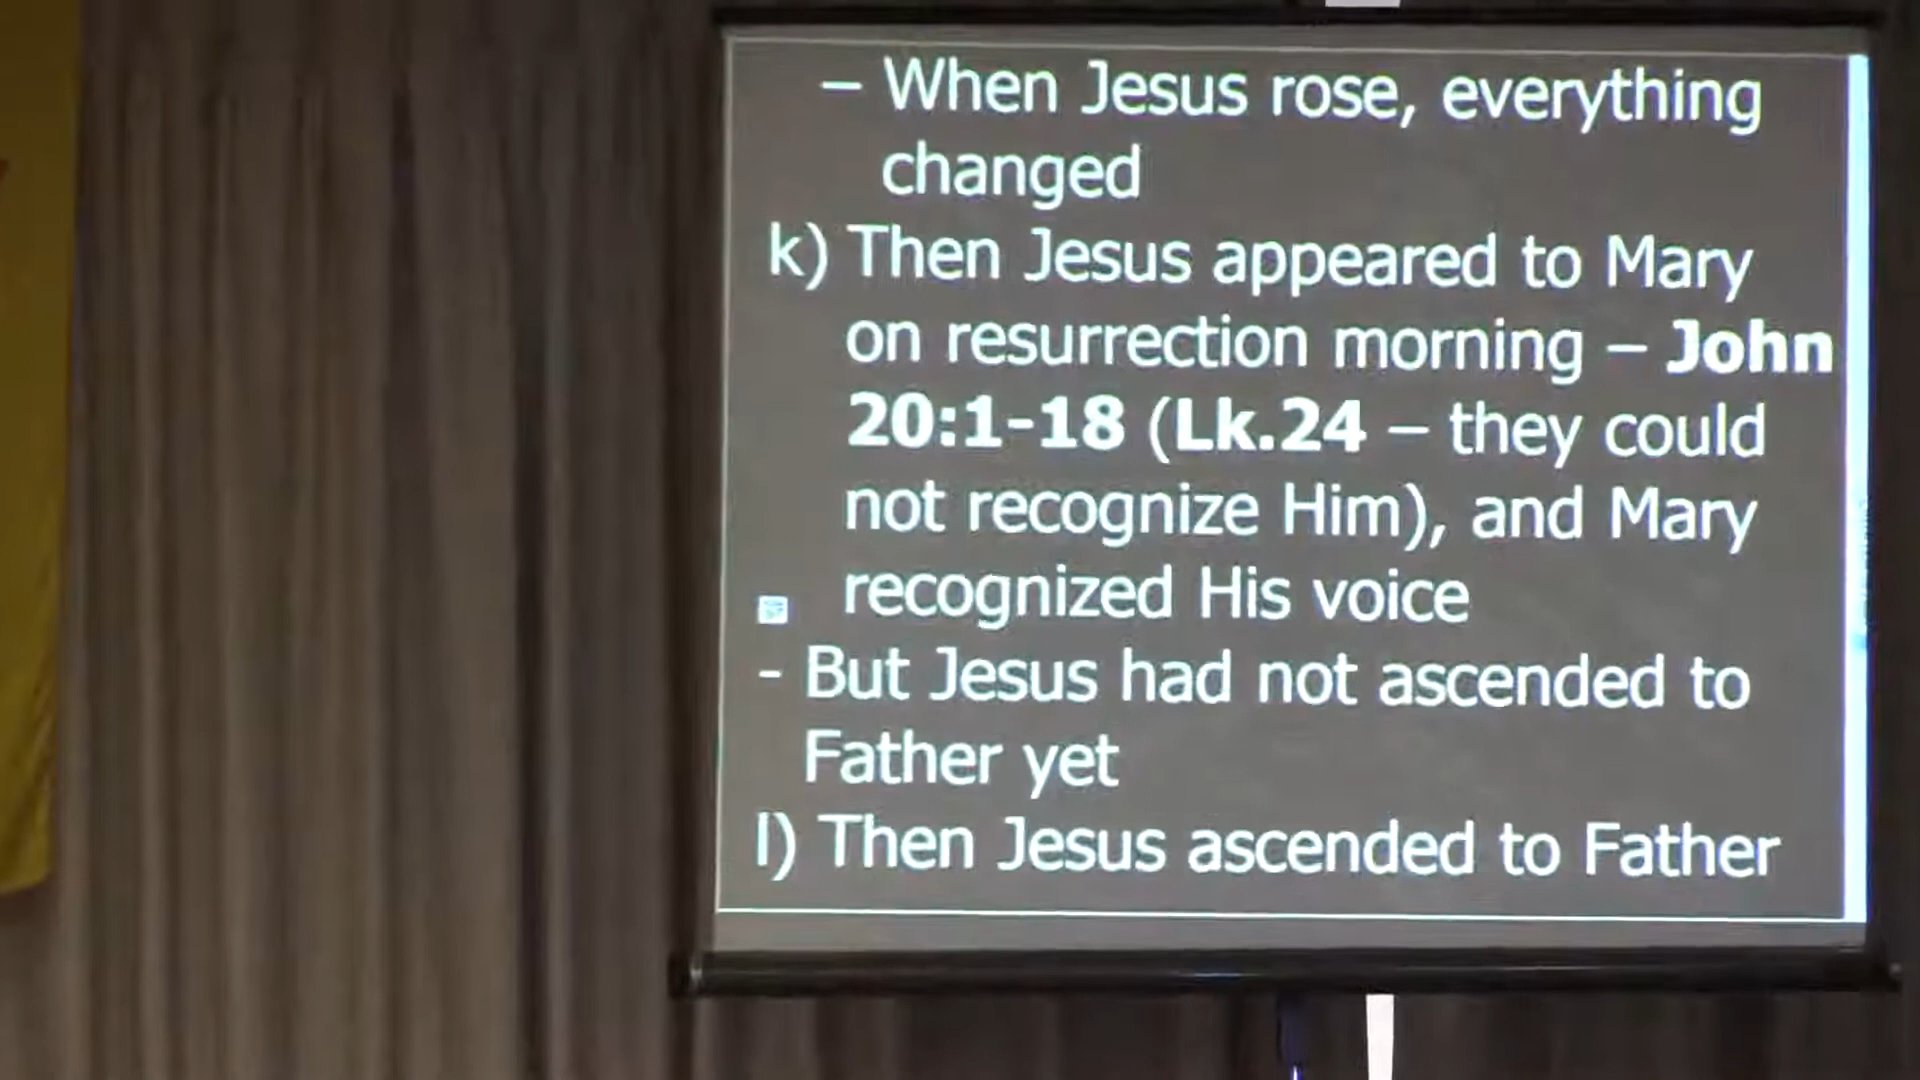 – When Jesus rose, everything
changed
k) Then Jesus appeared to Mary
on resurrection morning – John
20:1-18 (Lk.24 – they could
not recognize Him), and Mary
recognized His voice
- But Jesus had not ascended to
Father yet
l) Then Jesus ascended to Father